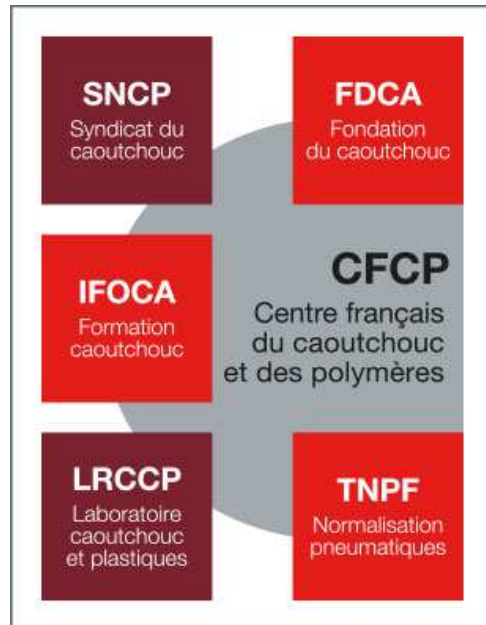 SNCP
Syndicat du
caoutchouc
FDCA
Fondation
du caoutchouc
IFOCA
Formation
caoutchouc
CFCP
Centre français
du caoutchouc
et des polymères
LRCCP
Laboratoire
caoutchouc
et plastiques
TNPF
Normalisation
pneumatiques